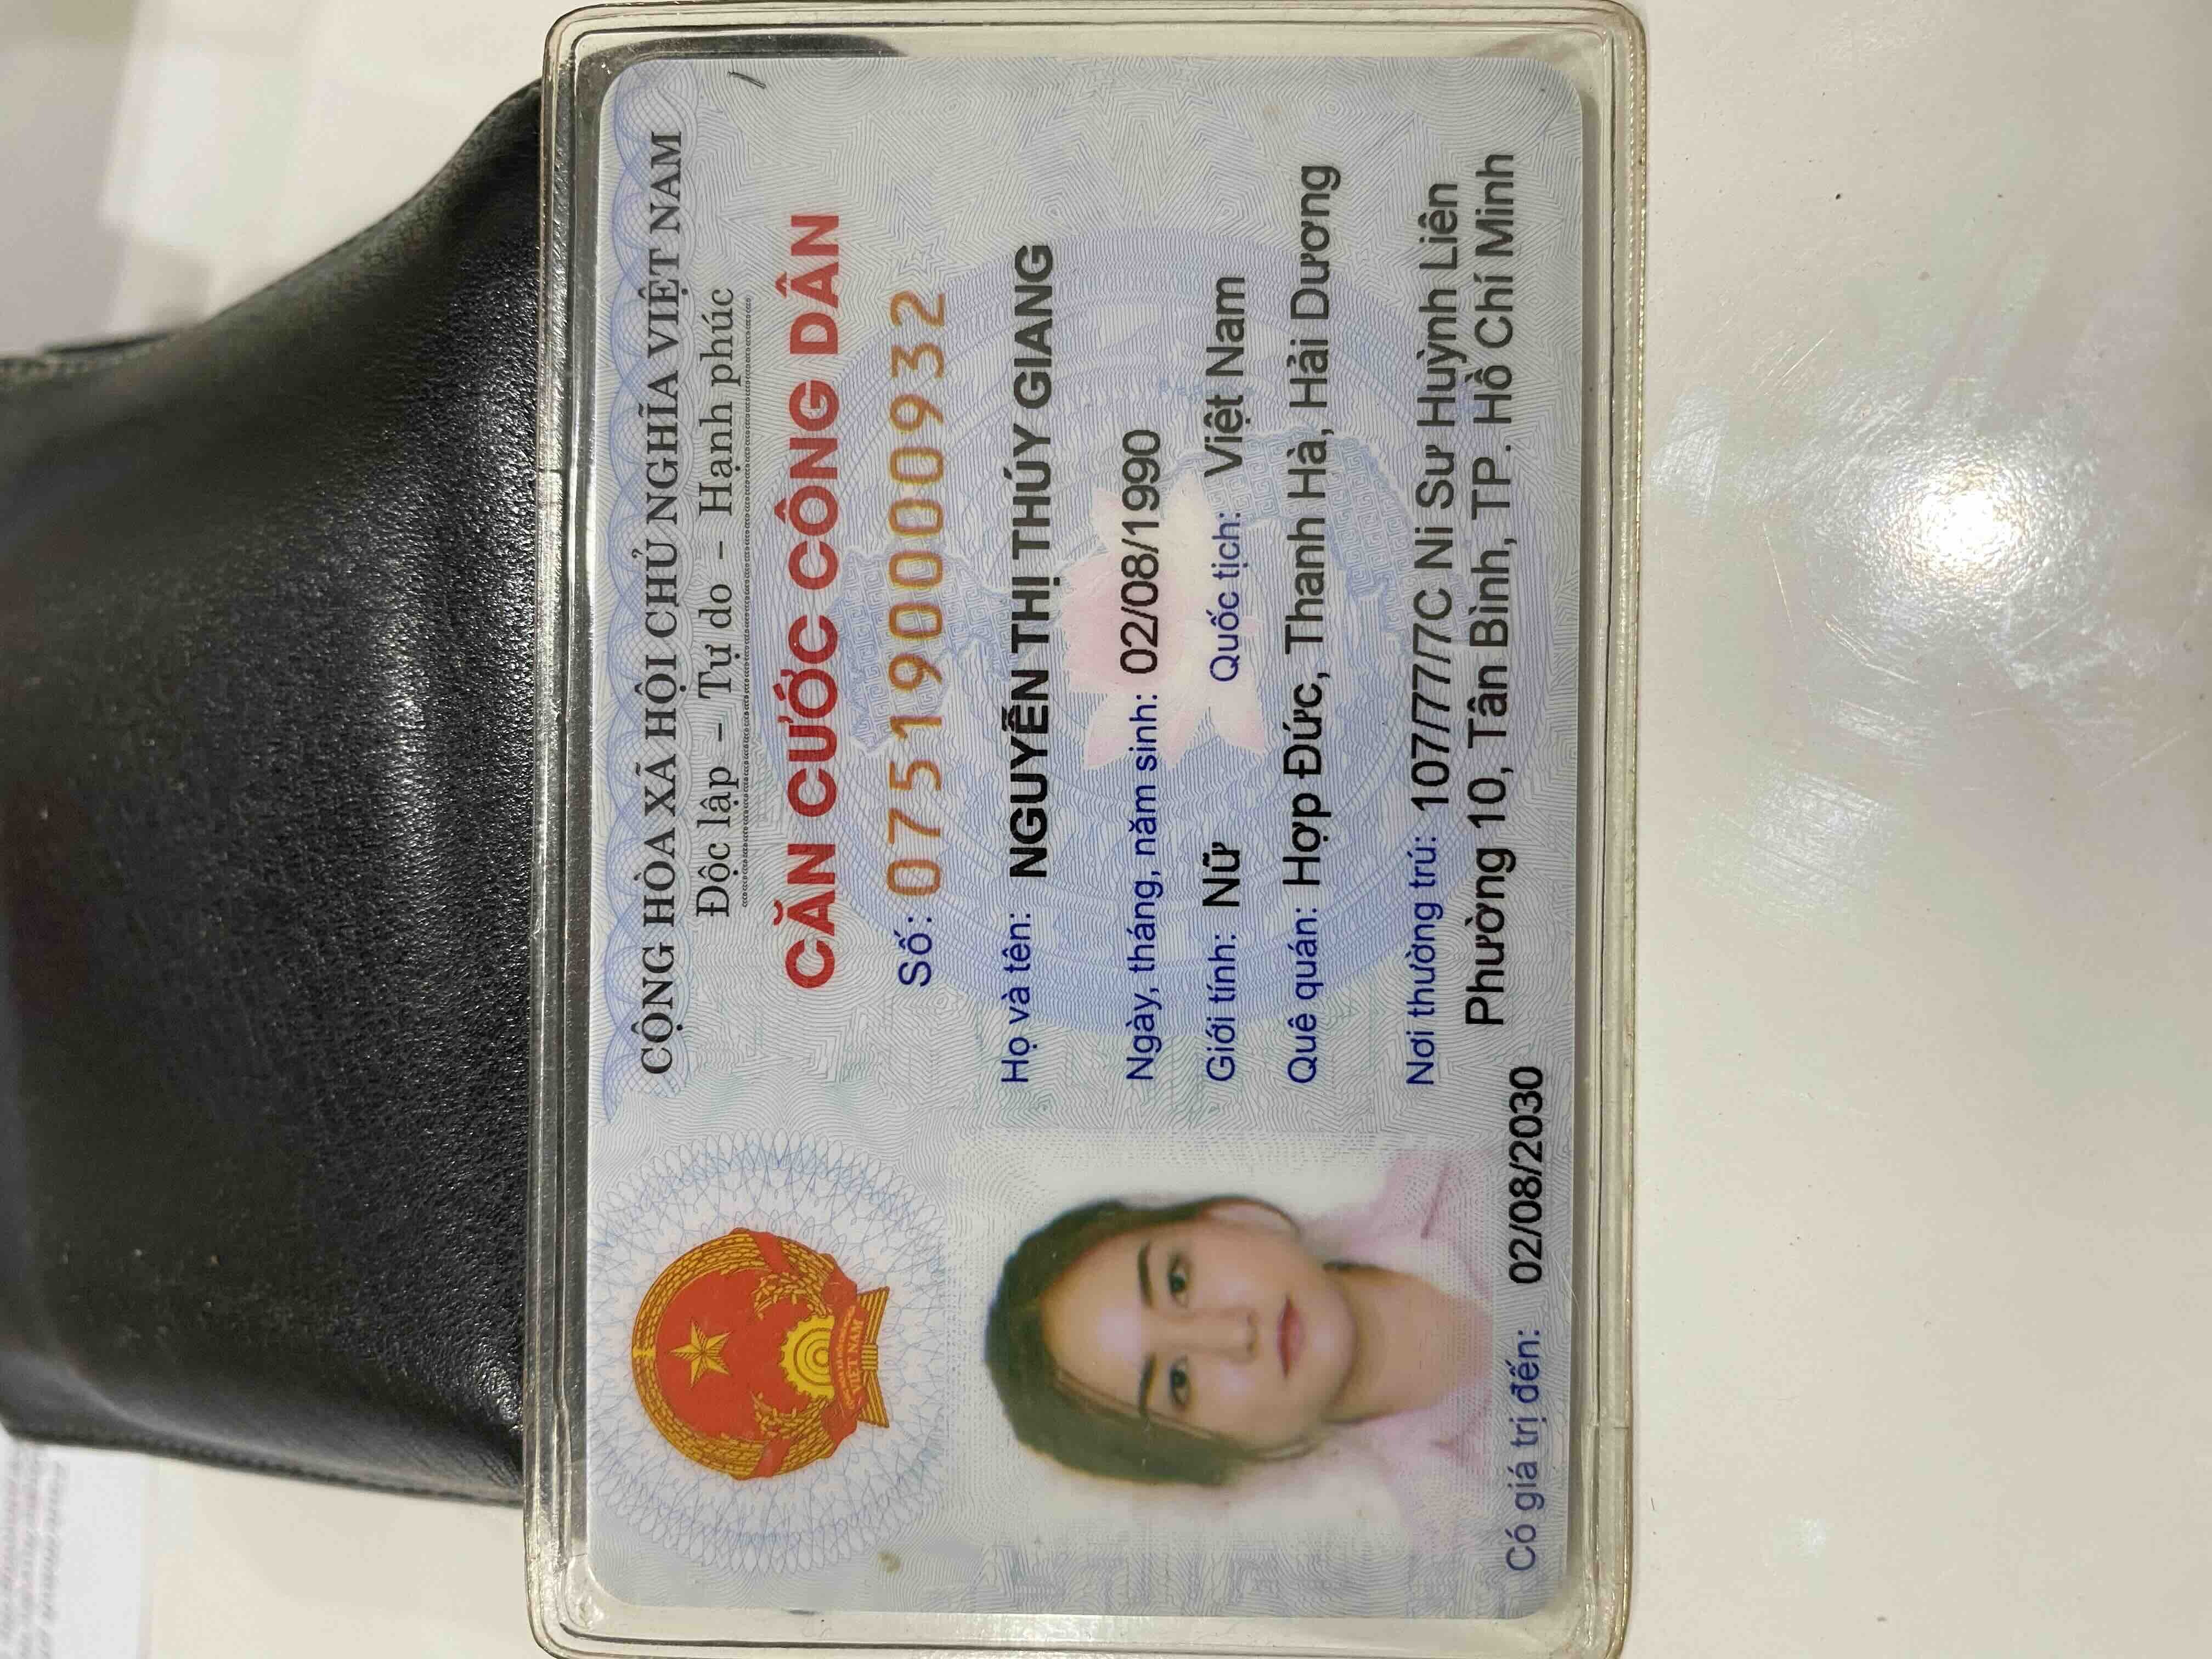 CỘNG HÒA XÃ HỘI CHỦ NGHĨA VIỆT NAM
Độc lập – Tự do – Hạnh phúc
CĂN CƯỚC CÔNG DÂN
Số: 075190000932
Họ và tên: NGUYỄN THỊ THÚY GIANG
Ngày, tháng, năm sinh: 02/08/1990
Giới tính: Nữ Quốc tịch: Việt Nam
Quê quán: Hợp Đức, Thanh Hà, Hải Dương
Nơi thường trú: 107/77/7C Ni Sư Huỳnh Liên
Phường 10, Tân Bình, TP. Hồ Chí Minh
Có giá trị đến: 02/08/2030
VIỆT NAM